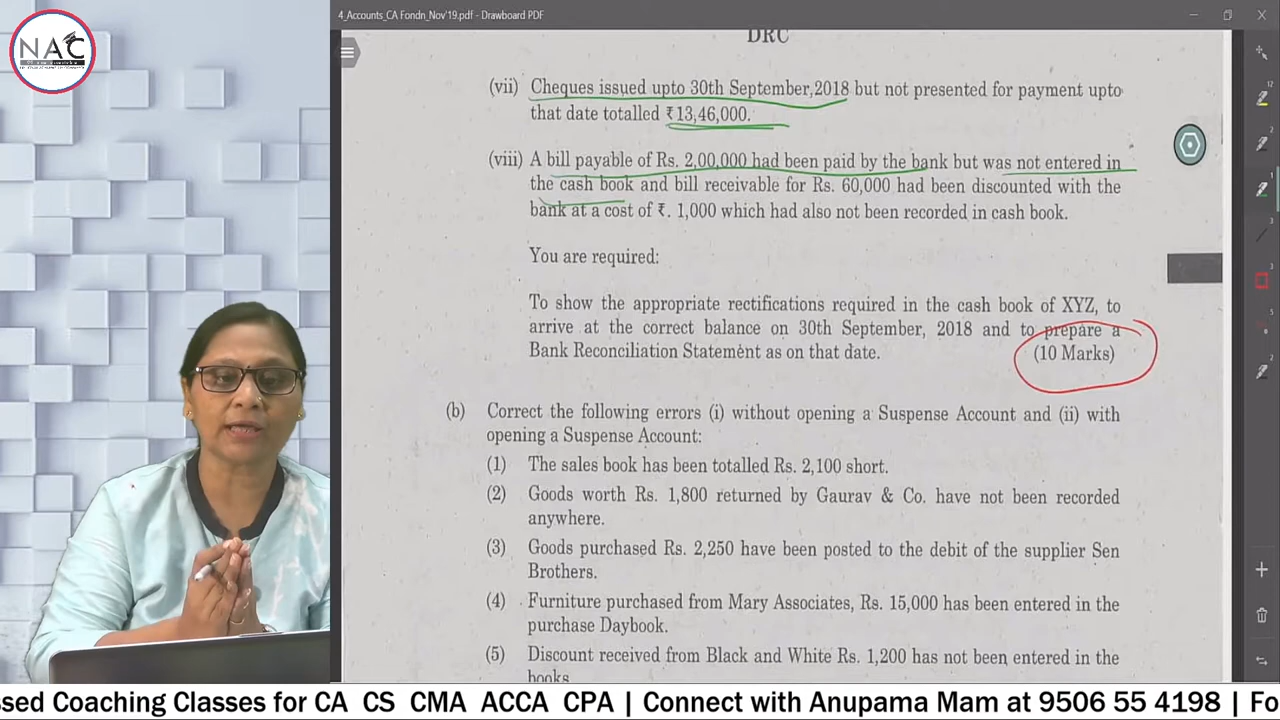 4_Accounts_CA Fondn_Nov'19.pdf - Drawboard PDF
NAC
DRC
(vii) Cheques issued upto 30th September,2018 but not presented for payment upto
that date totalled ₹13,46,000.
(viii) A bill payable of Rs. 2,00,000 had been paid by the bank but was not entered in
the cash book and bill receivable for Rs. 60,000 had been discounted with the
bank at a cost of ₹. 1,000 which had also not been recorded in cash book.
You are required:
To show the appropriate rectifications required in the cash book of XYZ, to
arrive at the correct balance on 30th September, 2018 and to prepare a
Bank Reconciliation Statement as on that date. (10 Marks)
(b) Correct the following errors (i) without opening a Suspense Account and (ii) with
opening a Suspense Account:
(1) The sales book has been totalled Rs. 2,100 short.
(2) Goods worth Rs. 1,800 returned by Gaurav & Co. have not been recorded
anywhere.
(3) Goods purchased Rs. 2,250 have been posted to the debit of the supplier Sen
Brothers.
(4) Furniture purchased from Mary Associates, Rs. 15,000 has been entered in the
purchase Daybook.
(5) Discount received from Black and White Rs. 1,200 has not been entered in the
books
ssed Coaching Classes for CA CS CMA ACCA CPA | Connect with Anupama Mam at 9506 55 4198 | Fo